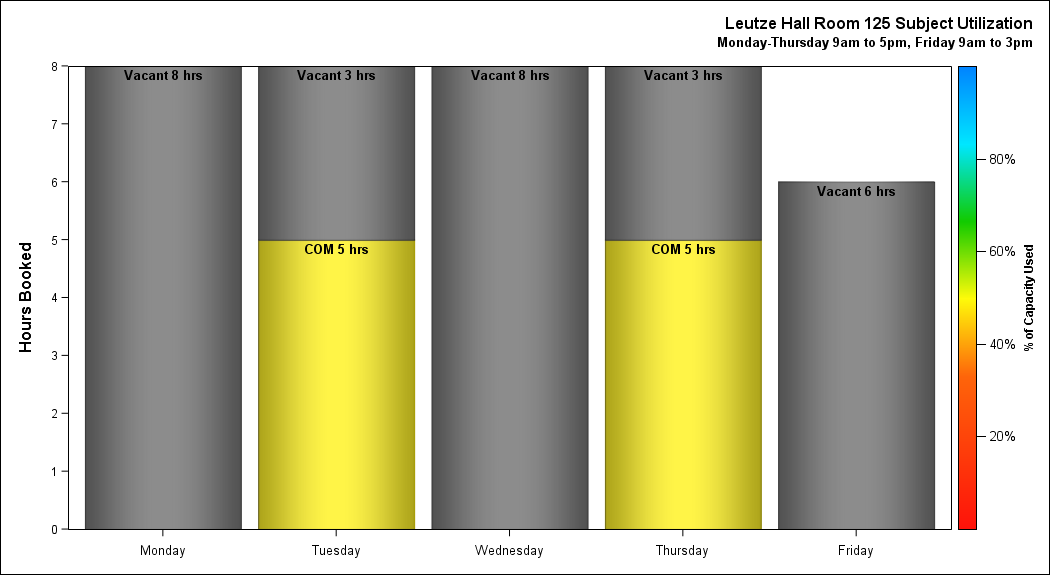 Leutze Hall Room 125 Subject Utilization
Monday-Thursday 9am to 5pm, Friday 9am to 3pm
Hours Booked
8
7
6
5
4
3
2
1
0
Vacant 8 hrs
Vacant 3 hrs
Vacant 8 hrs
Vacant 3 hrs
Vacant 6 hrs
COM 5 hrs
COM 5 hrs
Monday
Tuesday
Wednesday
Thursday
Friday
80%
60%
40%
20%
% of Capacity Used